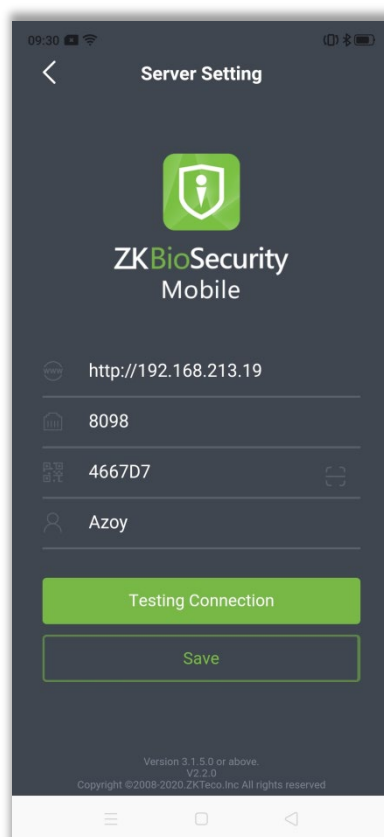 09:30
Server Setting
ZKBioSecurity
Mobile
www
http://192.168.213.19
8098
4667D7
Azoy
Testing Connection
Save
Version 3.1.5.0 or above.
V2.2.0
Copyright ©2008-2020.ZKTeco.Inc All rights reserved